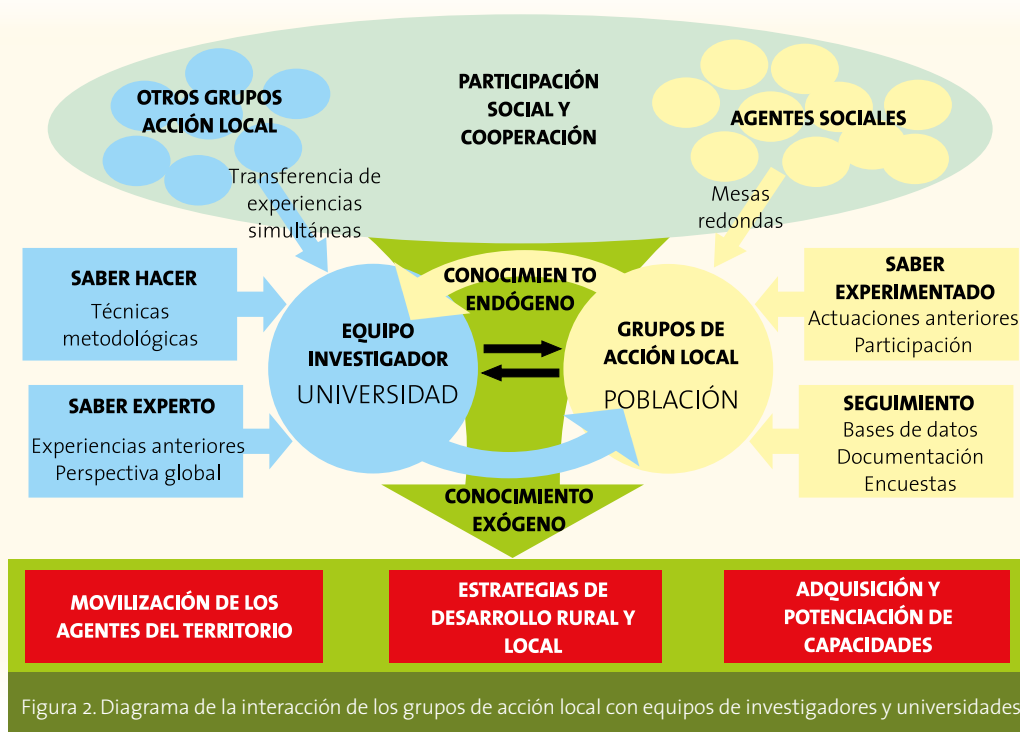 OTROS GRUPOS
ACCIÓN LOCAL
PARTICIPACIÓN
SOCIAL Y
COOPERACIÓN
AGENTES SOCIALES
Transferencia de
experiencias
simultáneas
Mesas
redondas
SABER HACER
Técnicas
metodológicas
CONOCIMIEN TO
ENDÓGENO
SABER
EXPERIMENTADO
Actuaciones anteriores
Participación
EQUIPO
INVESTIGADOR
UNIVERSIDAD
GRUPOS DE
ACCIÓN LOCAL
POBLACIÓN
SABER EXPERTO
Experiencias anteriores
Perspectiva global
SEGUIMIENTO
Bases de datos
Documentación
Encuestas
CONOCIMIENTO
EXÓGENO
MOVILIZACIÓN DE LOS
AGENTES DEL TERRITORIO
ESTRATEGIAS DE
DESARROLLO RURAL Y
LOCAL
ADQUISICIÓN Y
POTENCIACIÓN DE
CAPACIDADES
Figura 2. Diagrama de la interacción de los grupos de acción local con equipos de investigadores y universidades